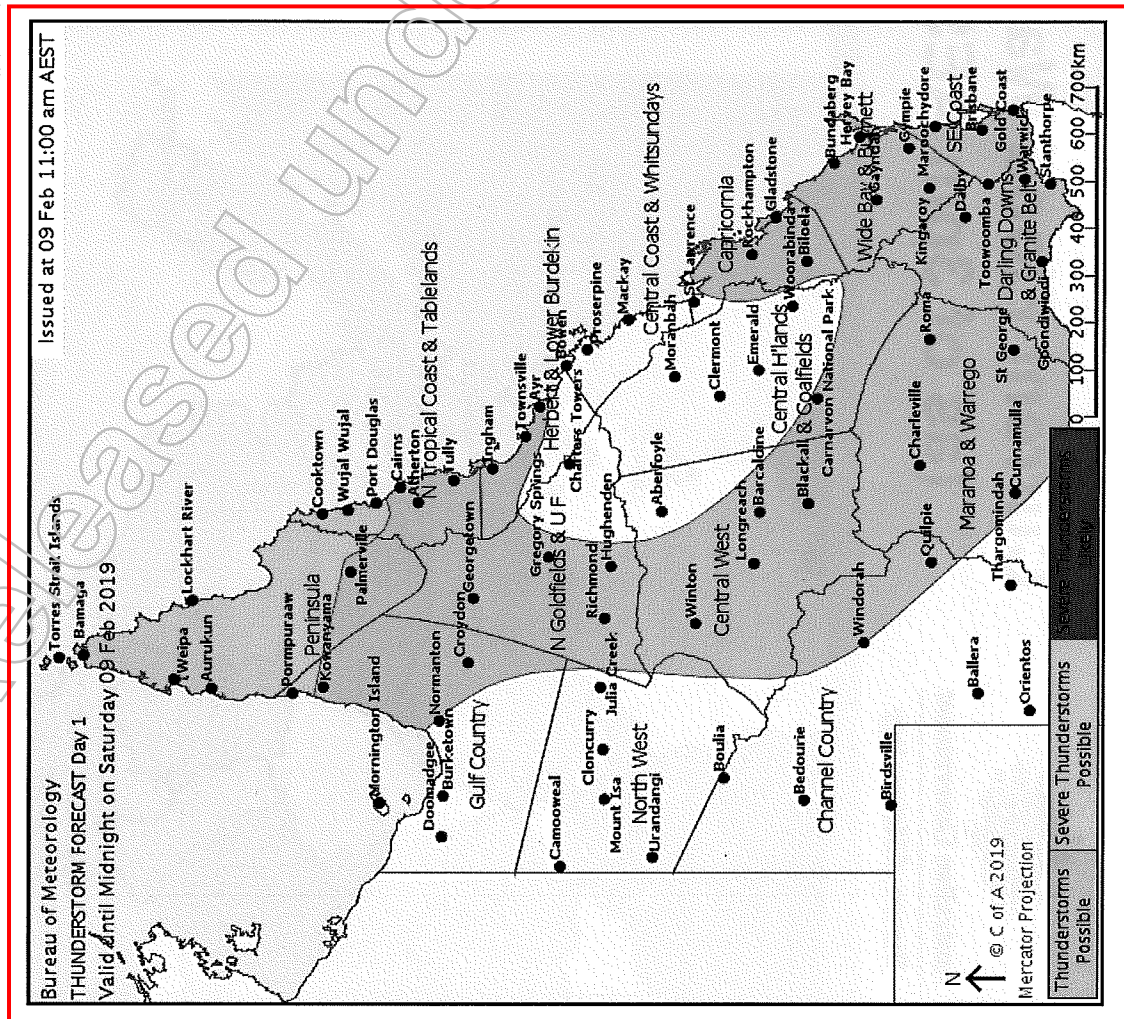 Bureau of Meteorology
THUNDERSTORM FORECAST Day 1
Valid until Midnight on Saturday 09 Feb 2019
Issued at 09 Feb 11:00 am AEST
Torres Strait Islands
Bamaga
Weipa
Lockhart River
Aurukun
Pormpuraaw
Peninsula
Kowanyama
Cooktown
Wujal Wujal
Palmerville
Port Douglas
Mornington Island
Cairns
Atherton
N Tropical Coast & Tablelands
Normanton
Doomadgee
Burketown
Croydon
Georgetown
Tully
Gulf Country
Ingham
Townsville
Gregory Springs
Ayr
Herbert & Lower Burdekin
Bowen
Camooweal
N Goldfields & U F
Charters Towers
Proserpine
Cloncurry
Julia Creek
Richmond
Hughenden
Mount Isa
Mackay
North West
Urandangi
Aberfoyle
Central Coast & Whitsundays
Moranbah
St Lawrence
Winton
Clermont
Boulia
Central West
Capricornia
Longreach
Barcaldine
Emerald
Rockhampton
Central H'lands
& Coalfields
Gladstone
Woorabinda
Biloela
Bedourie
Channel Country
Blackall
Carnarvon National Park
Bundaberg
Hervey Bay
Windorah
Birdsville
Wide Bay & Burnett
Gayndah
Gympie
Charleville
Quilpie
Roma
Kingaroy
Maroochydore
SE Coast
Maranoa & Warrego
Dalby
Brisbane
Ballera
Toowoomba
Gold Coast
Thargomindah
Cunnamulla
St George
Darling Downs
& Granite Belt
Warwick
Orientos
Goondiwindi
Stanthorpe
N
© C of A 2019
Mercator Projection
0 100 200 300 400 500 600 700km
Thunderstorms
Possible
Severe Thunderstorms
Possible
Severe Thunderstorms
Likely